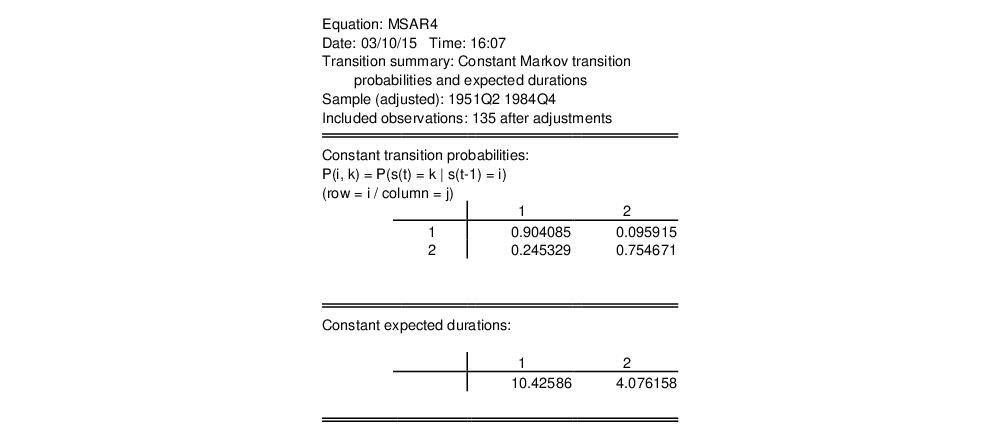 Equation: MSAR4
Date: 03/10/15 Time: 16:07
Transition summary: Constant Markov transition
probabilities and expected durations
Sample (adjusted): 1951Q2 1984Q4
Included observations: 135 after adjustments
Constant transition probabilities:
P(i, k) = P(s(t) = k | s(t-1) = i)
(row = i / column = j)
1 2
1 0.904085 0.095915
2 0.245329 0.754671
Constant expected durations:
1 2
10.42586 4.076158